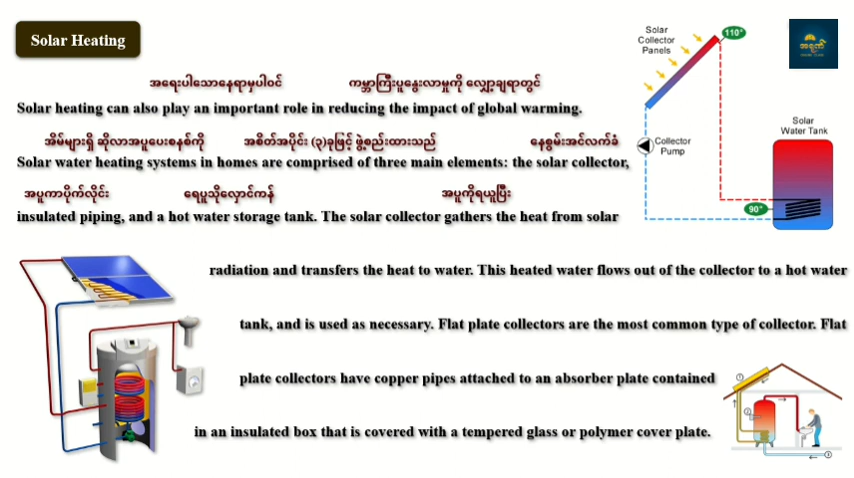 Solar Heating
Solar
Collector
Panels
110°
အရေးပါသောနေရာမှပါဝင် ကမ္ဘာကြီးပူနွေးလာမှုကို လျှော့ချရာတွင်
Solar heating can also play an important role in reducing the impact of global warming.
Solar
Water Tank
အိမ်များရှိ ဆိုလာအပူပေးစနစ်ကို အစိတ်အပိုင်း (၃)ခုဖြင့် ဖွဲ့စည်းထားသည် နေစွမ်းအင်လက်ခံ
Collector
Pump
Solar water heating systems in homes are comprised of three main elements: the solar collector,
အပူကာပိုက်လိုင်း ရေပူသိုလှောင်ကန် အပူကိုရယူပြီး
90°
insulated piping, and a hot water storage tank. The solar collector gathers the heat from solar
radiation and transfers the heat to water. This heated water flows out of the collector to a hot water
tank, and is used as necessary. Flat plate collectors are the most common type of collector. Flat
plate collectors have copper pipes attached to an absorber plate contained
in an insulated box that is covered with a tempered glass or polymer cover plate.